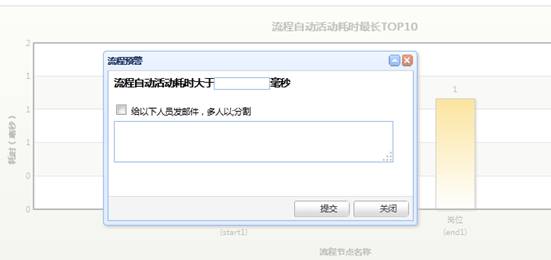 流程自动活动耗时最长TOP10
流程预警
流程自动活动耗时大于 毫秒
给以下人员发邮件，多人以分割
提交 关闭
耗时（毫秒）
2
1
1
1
0
0
1
(start1)
岗位
(end1)
流程节点名称